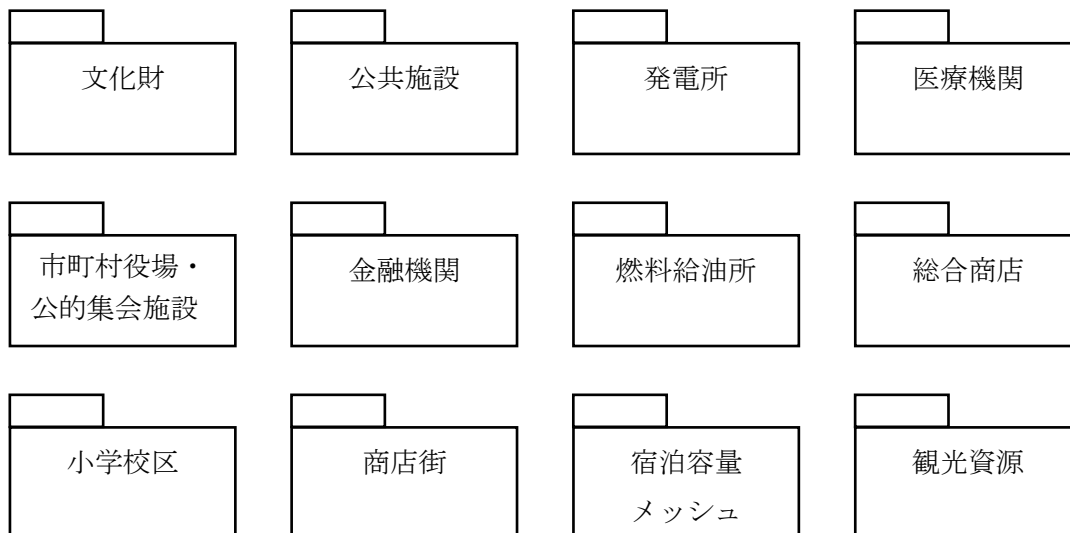 文化財
公共施設
発電所
医療機関
市町村役場・
公的集会施設
金融機関
燃料給油所
総合商店
小学校区
商店街
宿泊容量
メッシュ
観光資源